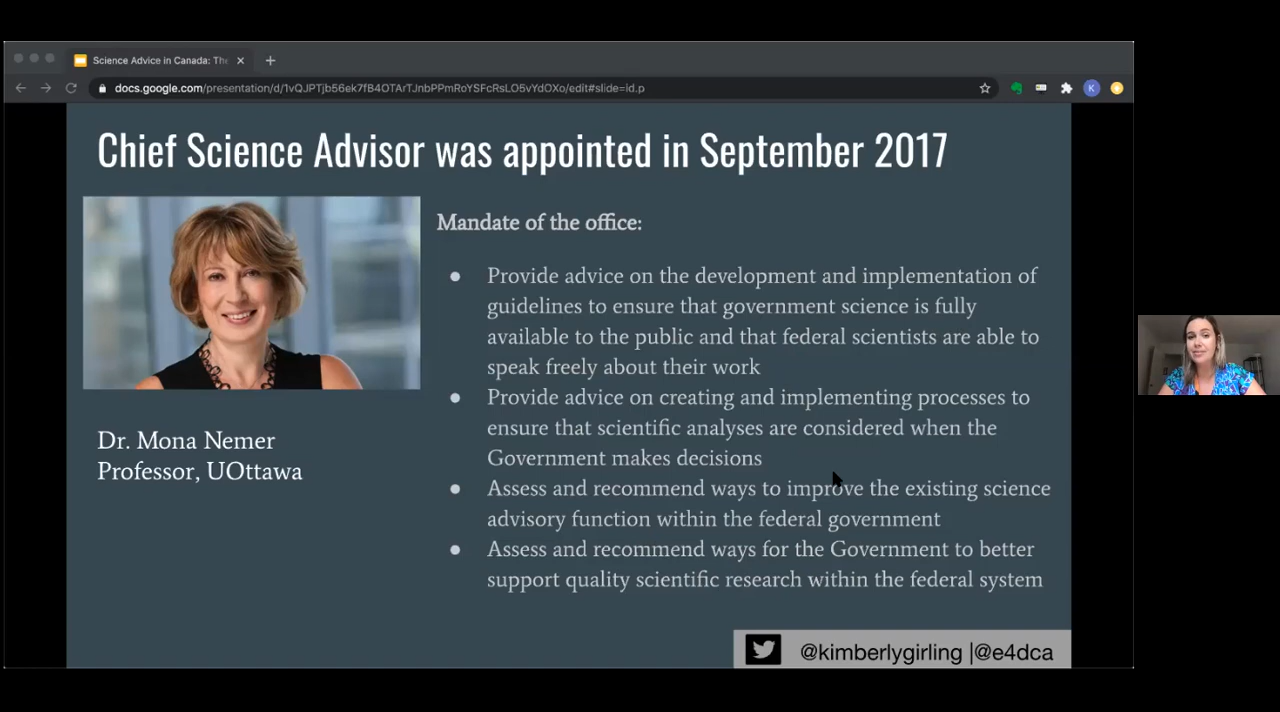 Science Advice in Canada: The
docs.google.com/presentation/d/1vQJPTjb56ek7fB4OTArTJnbPPmRoYSFcRsLO5vYdOXo/edit#slide=id.p
K
Chief Science Advisor was appointed in September 2017
Mandate of the office:
● Provide advice on the development and implementation of
guidelines to ensure that government science is fully
available to the public and that federal scientists are able to
speak freely about their work
● Provide advice on creating and implementing processes to
ensure that scientific analyses are considered when the
Government makes decisions
● Assess and recommend ways to improve the existing science
advisory function within the federal government
● Assess and recommend ways for the Government to better
support quality scientific research within the federal system
Dr. Mona Nemer
Professor, UOttawa
@kimberlygirling |@e4dca